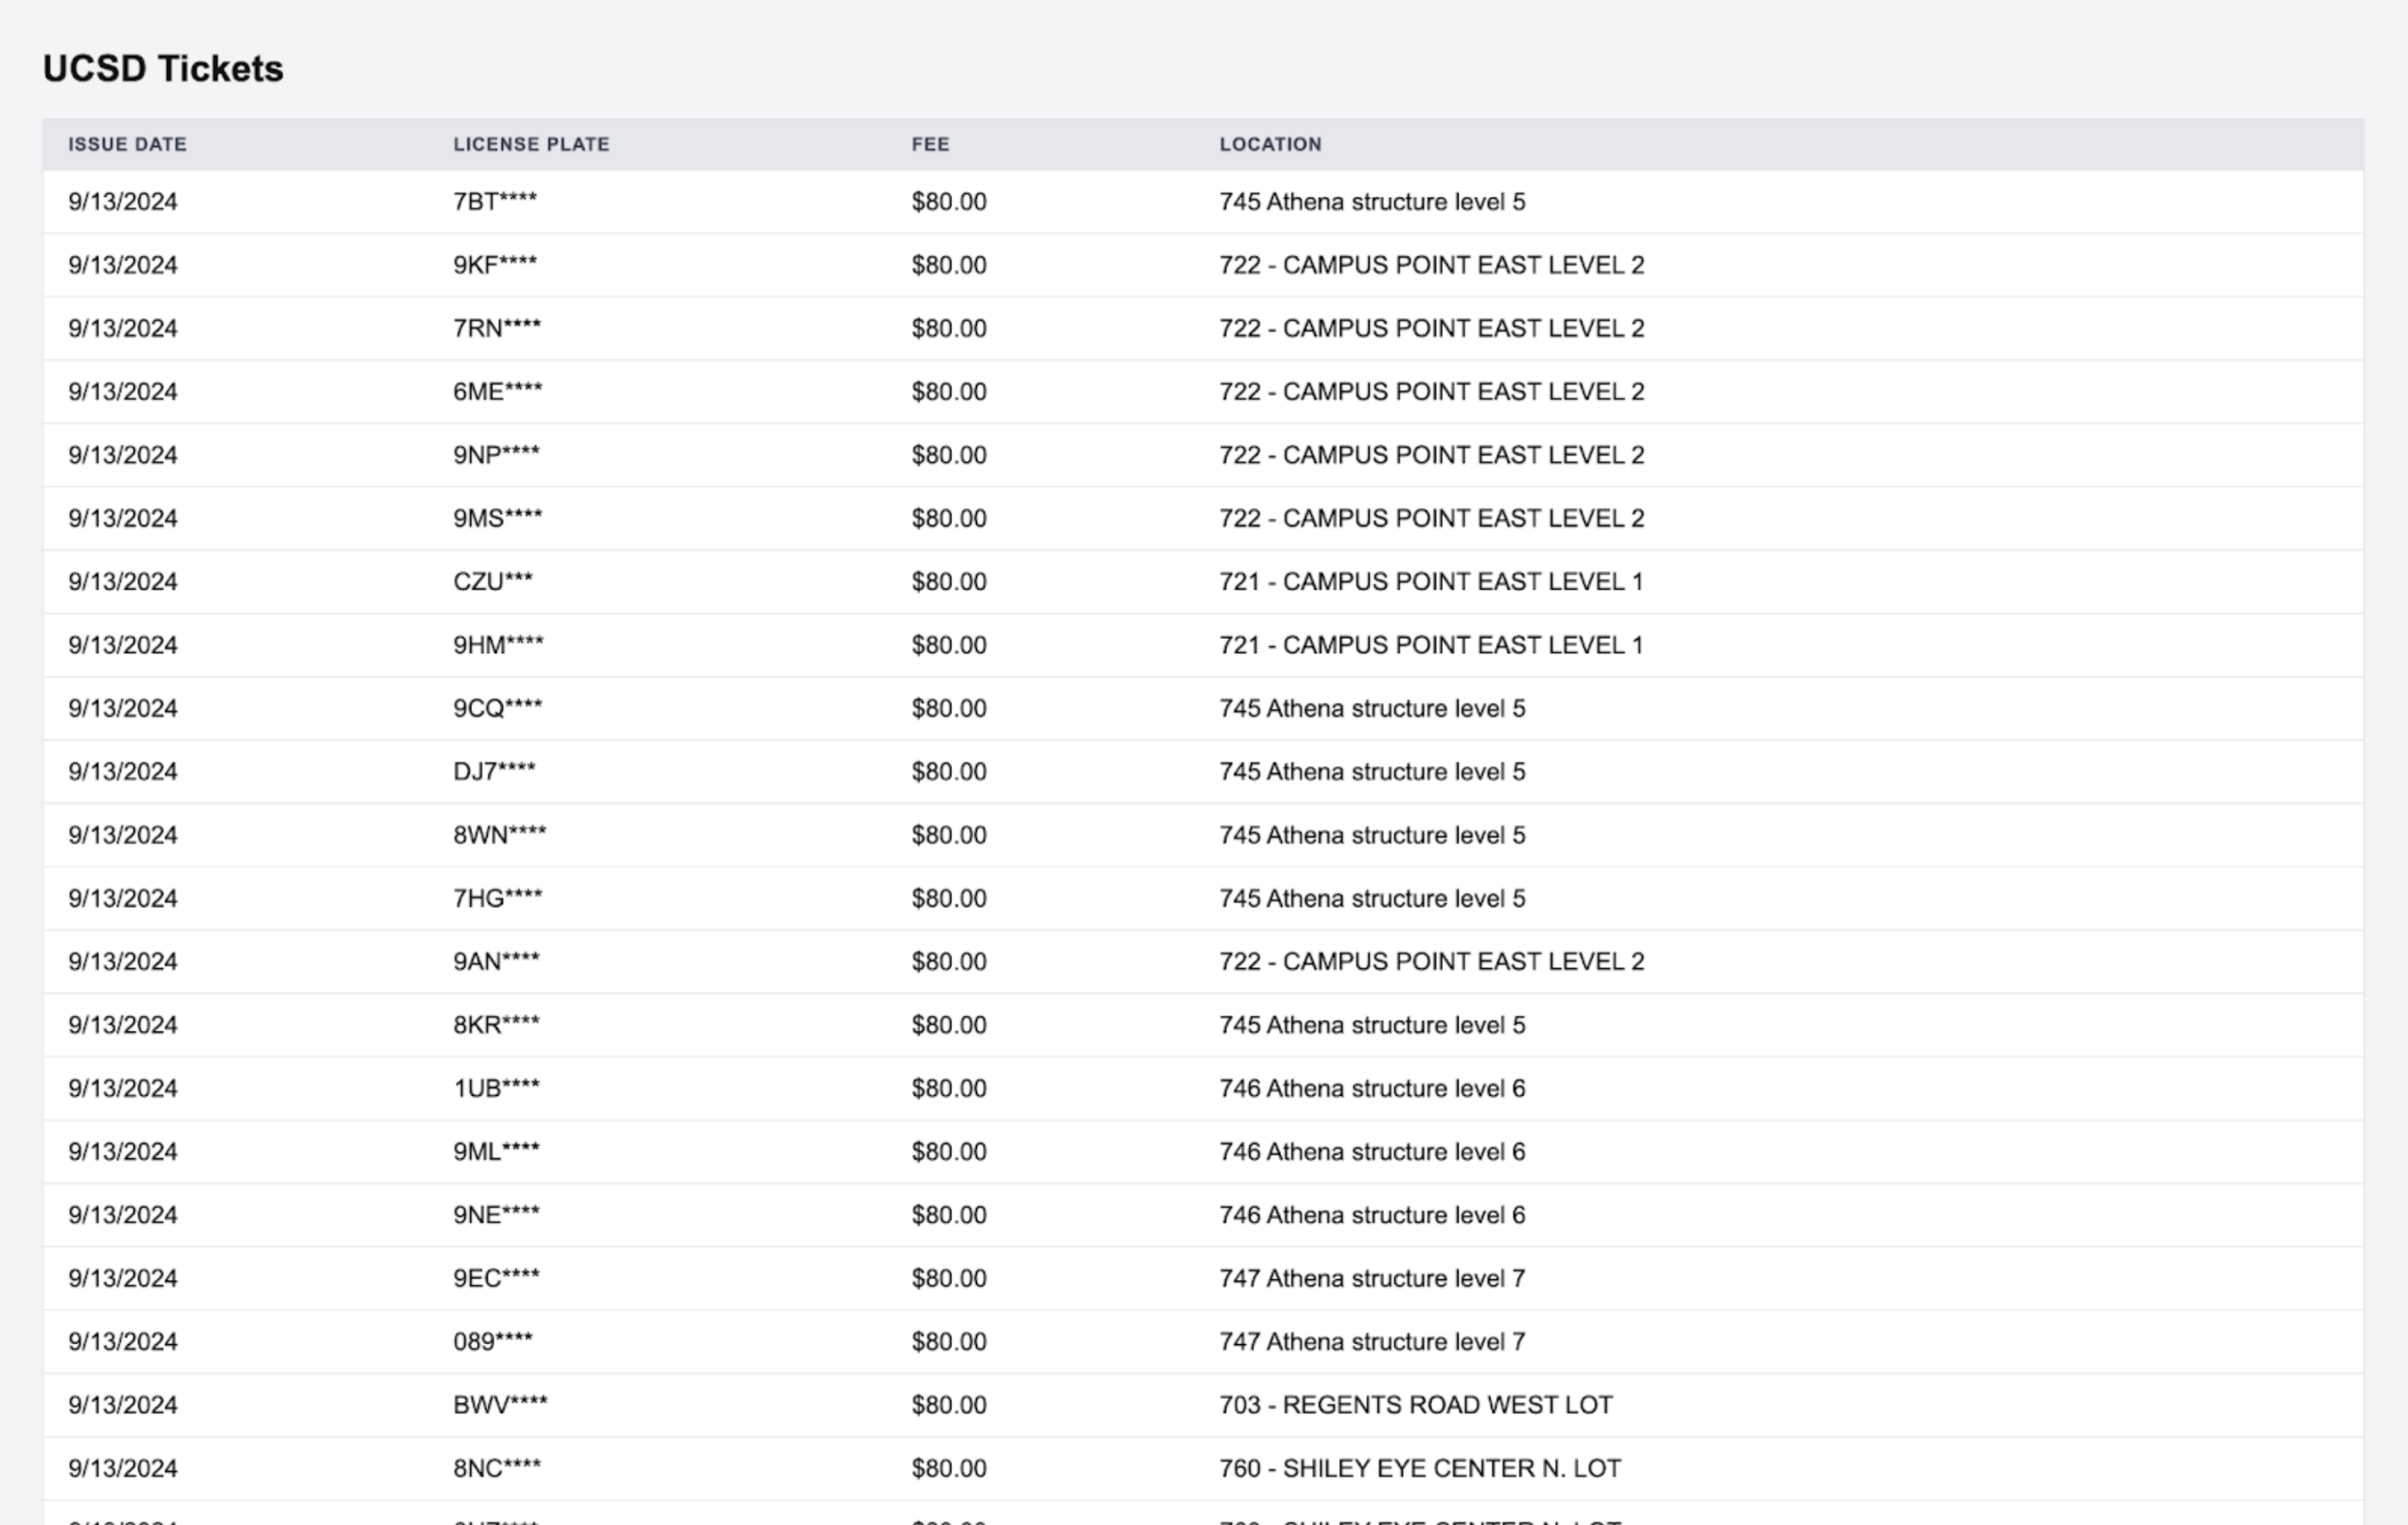 UCSD Tickets
ISSUE DATE LICENSE PLATE FEE LOCATION
9/13/2024 7BT**** $80.00 745 Athena structure level 5
9/13/2024 9KF**** $80.00 722 - CAMPUS POINT EAST LEVEL 2
9/13/2024 7RN**** $80.00 722 - CAMPUS POINT EAST LEVEL 2
9/13/2024 6ME**** $80.00 722 - CAMPUS POINT EAST LEVEL 2
9/13/2024 9NP**** $80.00 722 - CAMPUS POINT EAST LEVEL 2
9/13/2024 9MS**** $80.00 722 - CAMPUS POINT EAST LEVEL 2
9/13/2024 CZU*** $80.00 721 - CAMPUS POINT EAST LEVEL 1
9/13/2024 9HM**** $80.00 721 - CAMPUS POINT EAST LEVEL 1
9/13/2024 9CQ**** $80.00 745 Athena structure level 5
9/13/2024 DJ7**** $80.00 745 Athena structure level 5
9/13/2024 8WN**** $80.00 745 Athena structure level 5
9/13/2024 7HG**** $80.00 745 Athena structure level 5
9/13/2024 9AN**** $80.00 722 - CAMPUS POINT EAST LEVEL 2
9/13/2024 8KR**** $80.00 745 Athena structure level 5
9/13/2024 1UB**** $80.00 746 Athena structure level 6
9/13/2024 9ML**** $80.00 746 Athena structure level 6
9/13/2024 9NE**** $80.00 746 Athena structure level 6
9/13/2024 9EC**** $80.00 747 Athena structure level 7
9/13/2024 089**** $80.00 747 Athena structure level 7
9/13/2024 BWV**** $80.00 703 - REGENTS ROAD WEST LOT
9/13/2024 8NC**** $80.00 760 - SHILEY EYE CENTER N. LOT